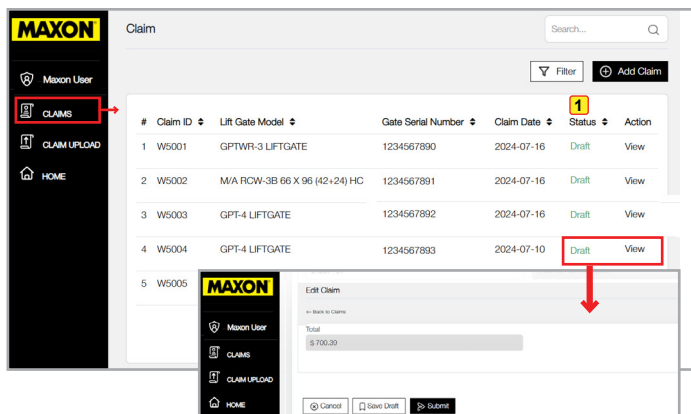 MAXON
Claim
Search...
Maxon User
CLAIMS
CLAIM UPLOAD
HOME
Filter
Add Claim
1
# Claim ID Lift Gate Model Gate Serial Number Claim Date Status Action
1 W5001 GPTWR-3 LIFTGATE 1234567890 2024-07-16 Draft View
2 W5002 M/A RCW-3B 66 X 96 (42+24) HC 1234567891 2024-07-16 Draft View
3 W5003 GPT-4 LIFTGATE 1234567892 2024-07-16 Draft View
4 W5004 GPT-4 LIFTGATE 1234567893 2024-07-10 Draft View
5 W5005
MAXON
Maxon User
CLAIMS
CLAIM UPLOAD
HOME
Edit Claim
← Back to Claims
Total
$ 700.39
Cancel Save Draft Submit